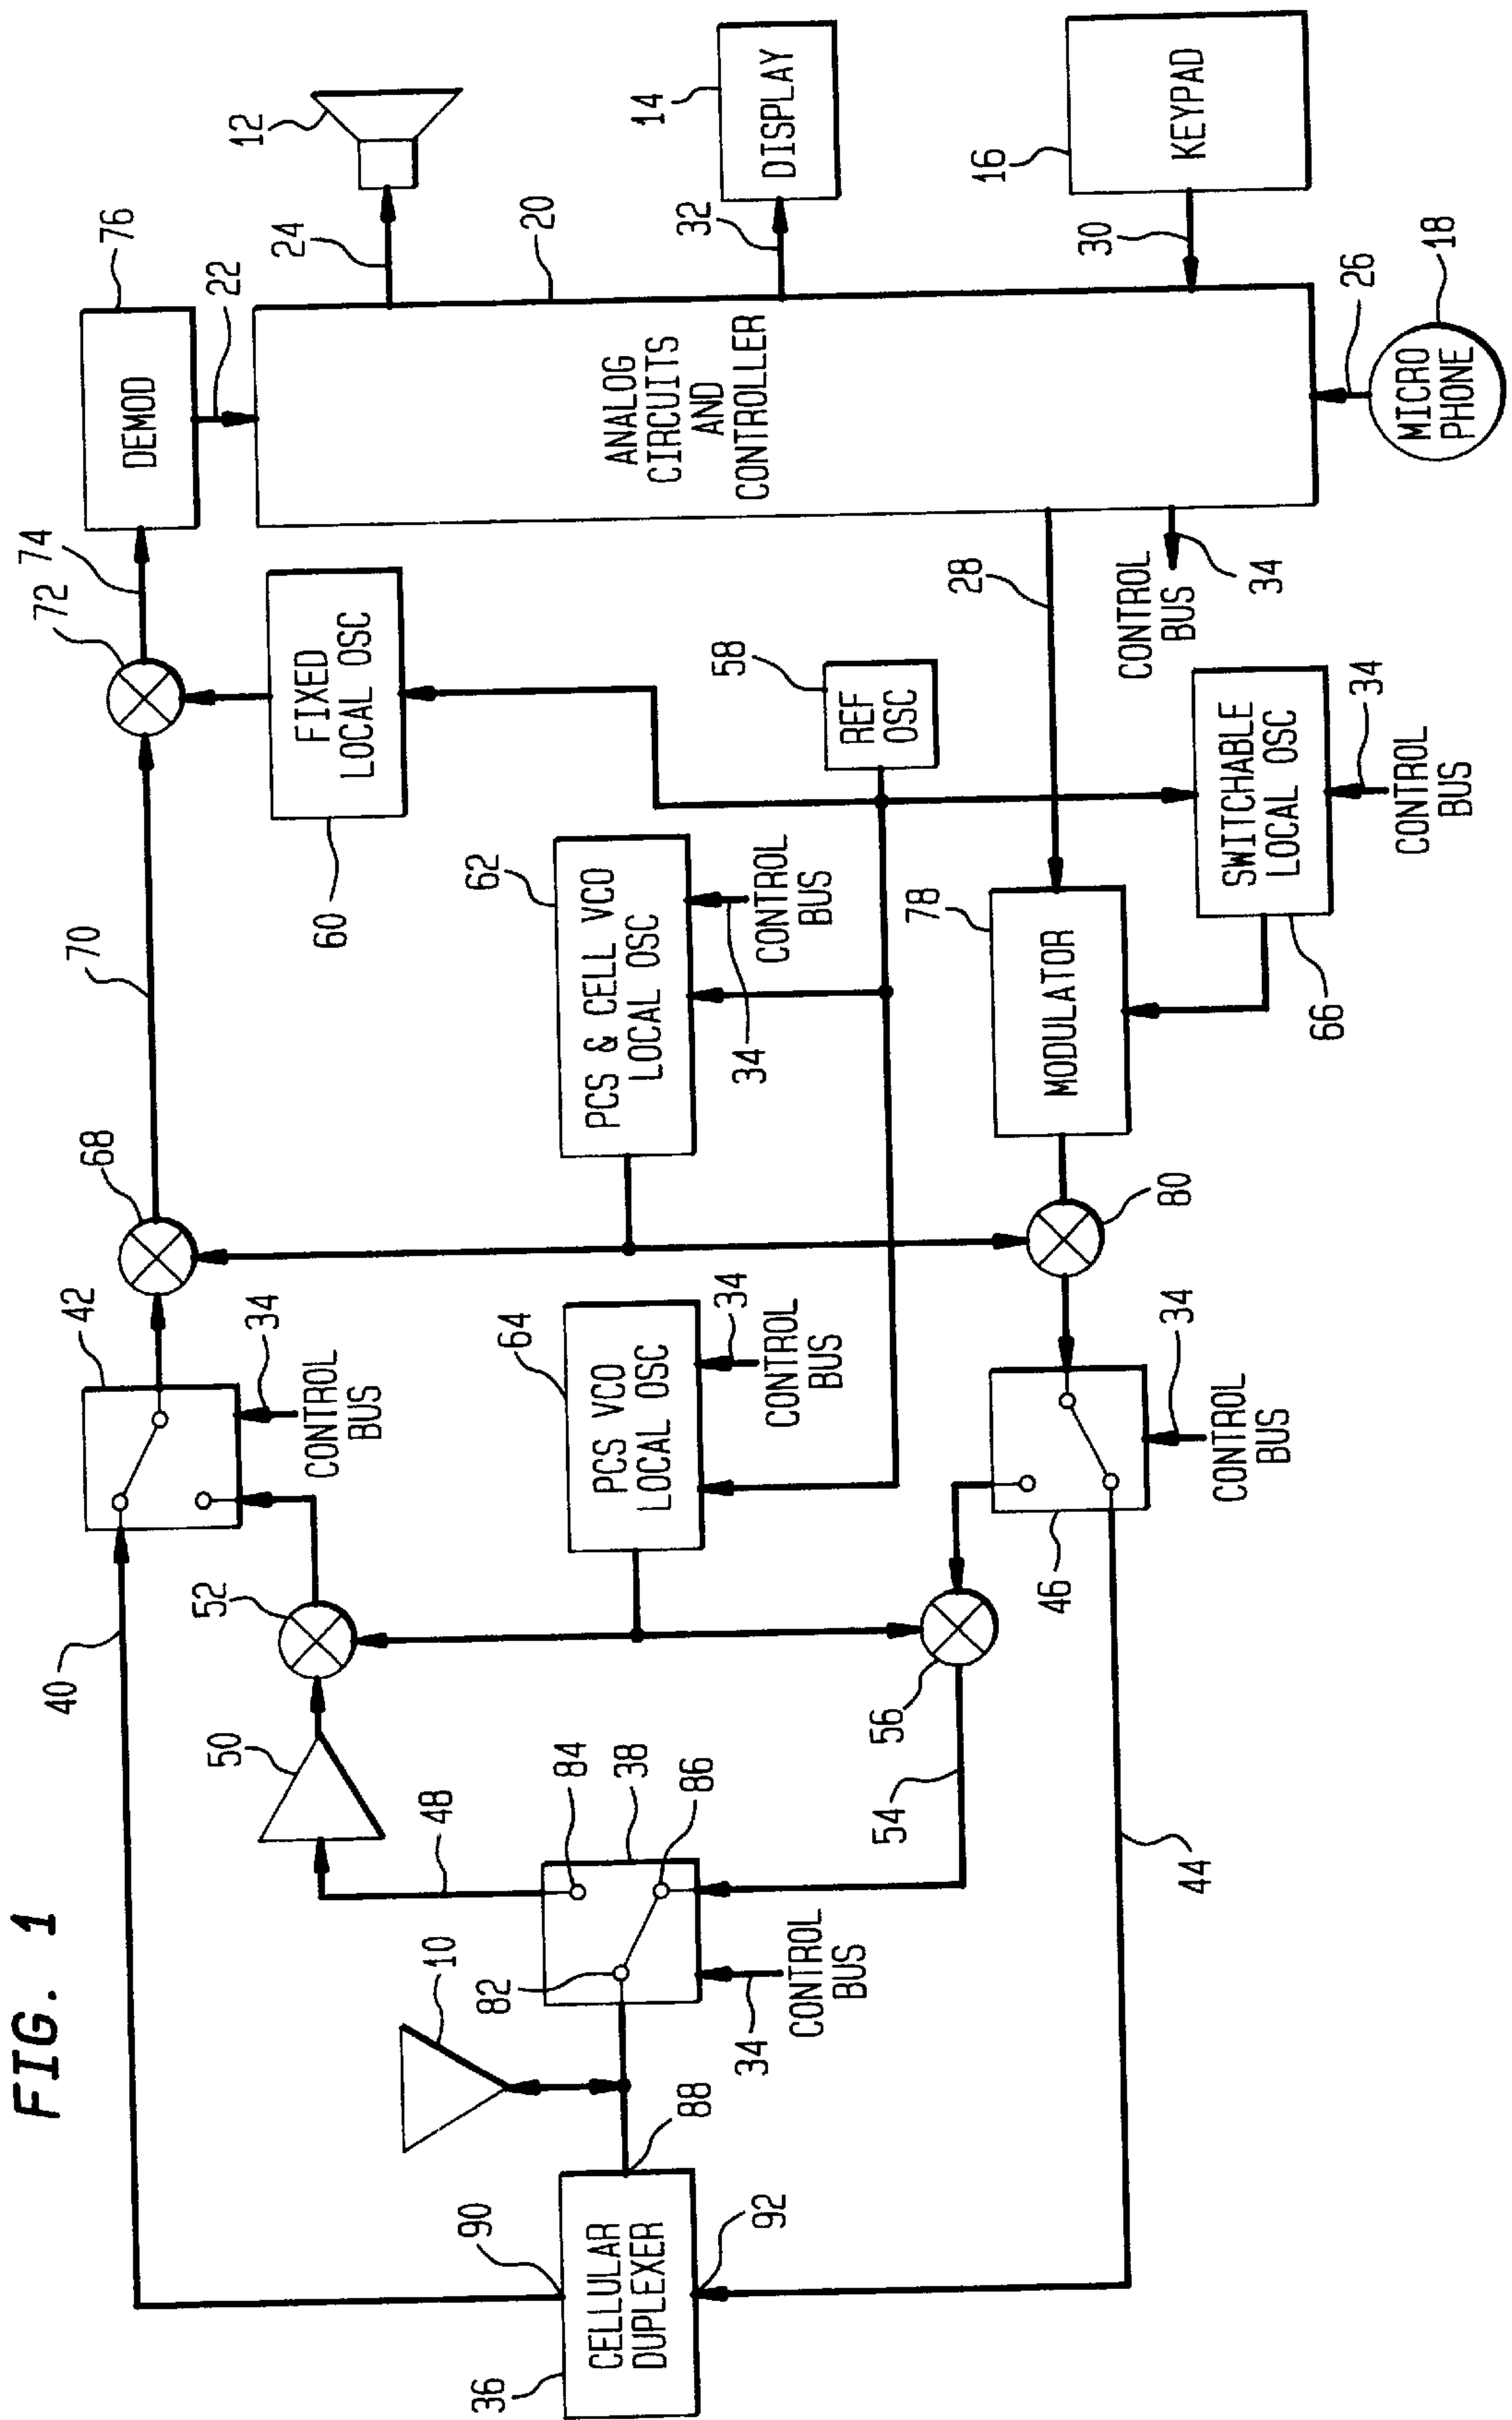 FIG. 1
40
42
34
CONTROL
BUS
68
70
72
74
DEMOD
76
22
24
12
50
52
FIXED
LOCAL OSC
60
ANALOG
CIRCUITS
AND
CONTROLLER
20
32
14
DISPLAY
10
48
84
38
86
82
34
CONTROL
BUS
64
PCS VCO
LOCAL OSC
34
CONTROL
BUS
62
PCS & CELL VCO
LOCAL OSC
34
CONTROL
BUS
58
REF
OSC
28
30
16
KEYPAD
36
CELLULAR
DUPLEXER
90
88
92
54
56
44
46
34
CONTROL
BUS
80
78
MODULATOR
66
SWITCHABLE
LOCAL OSC
34
CONTROL
BUS
CONTROL
BUS
34
26
18
MICRO
PHONE